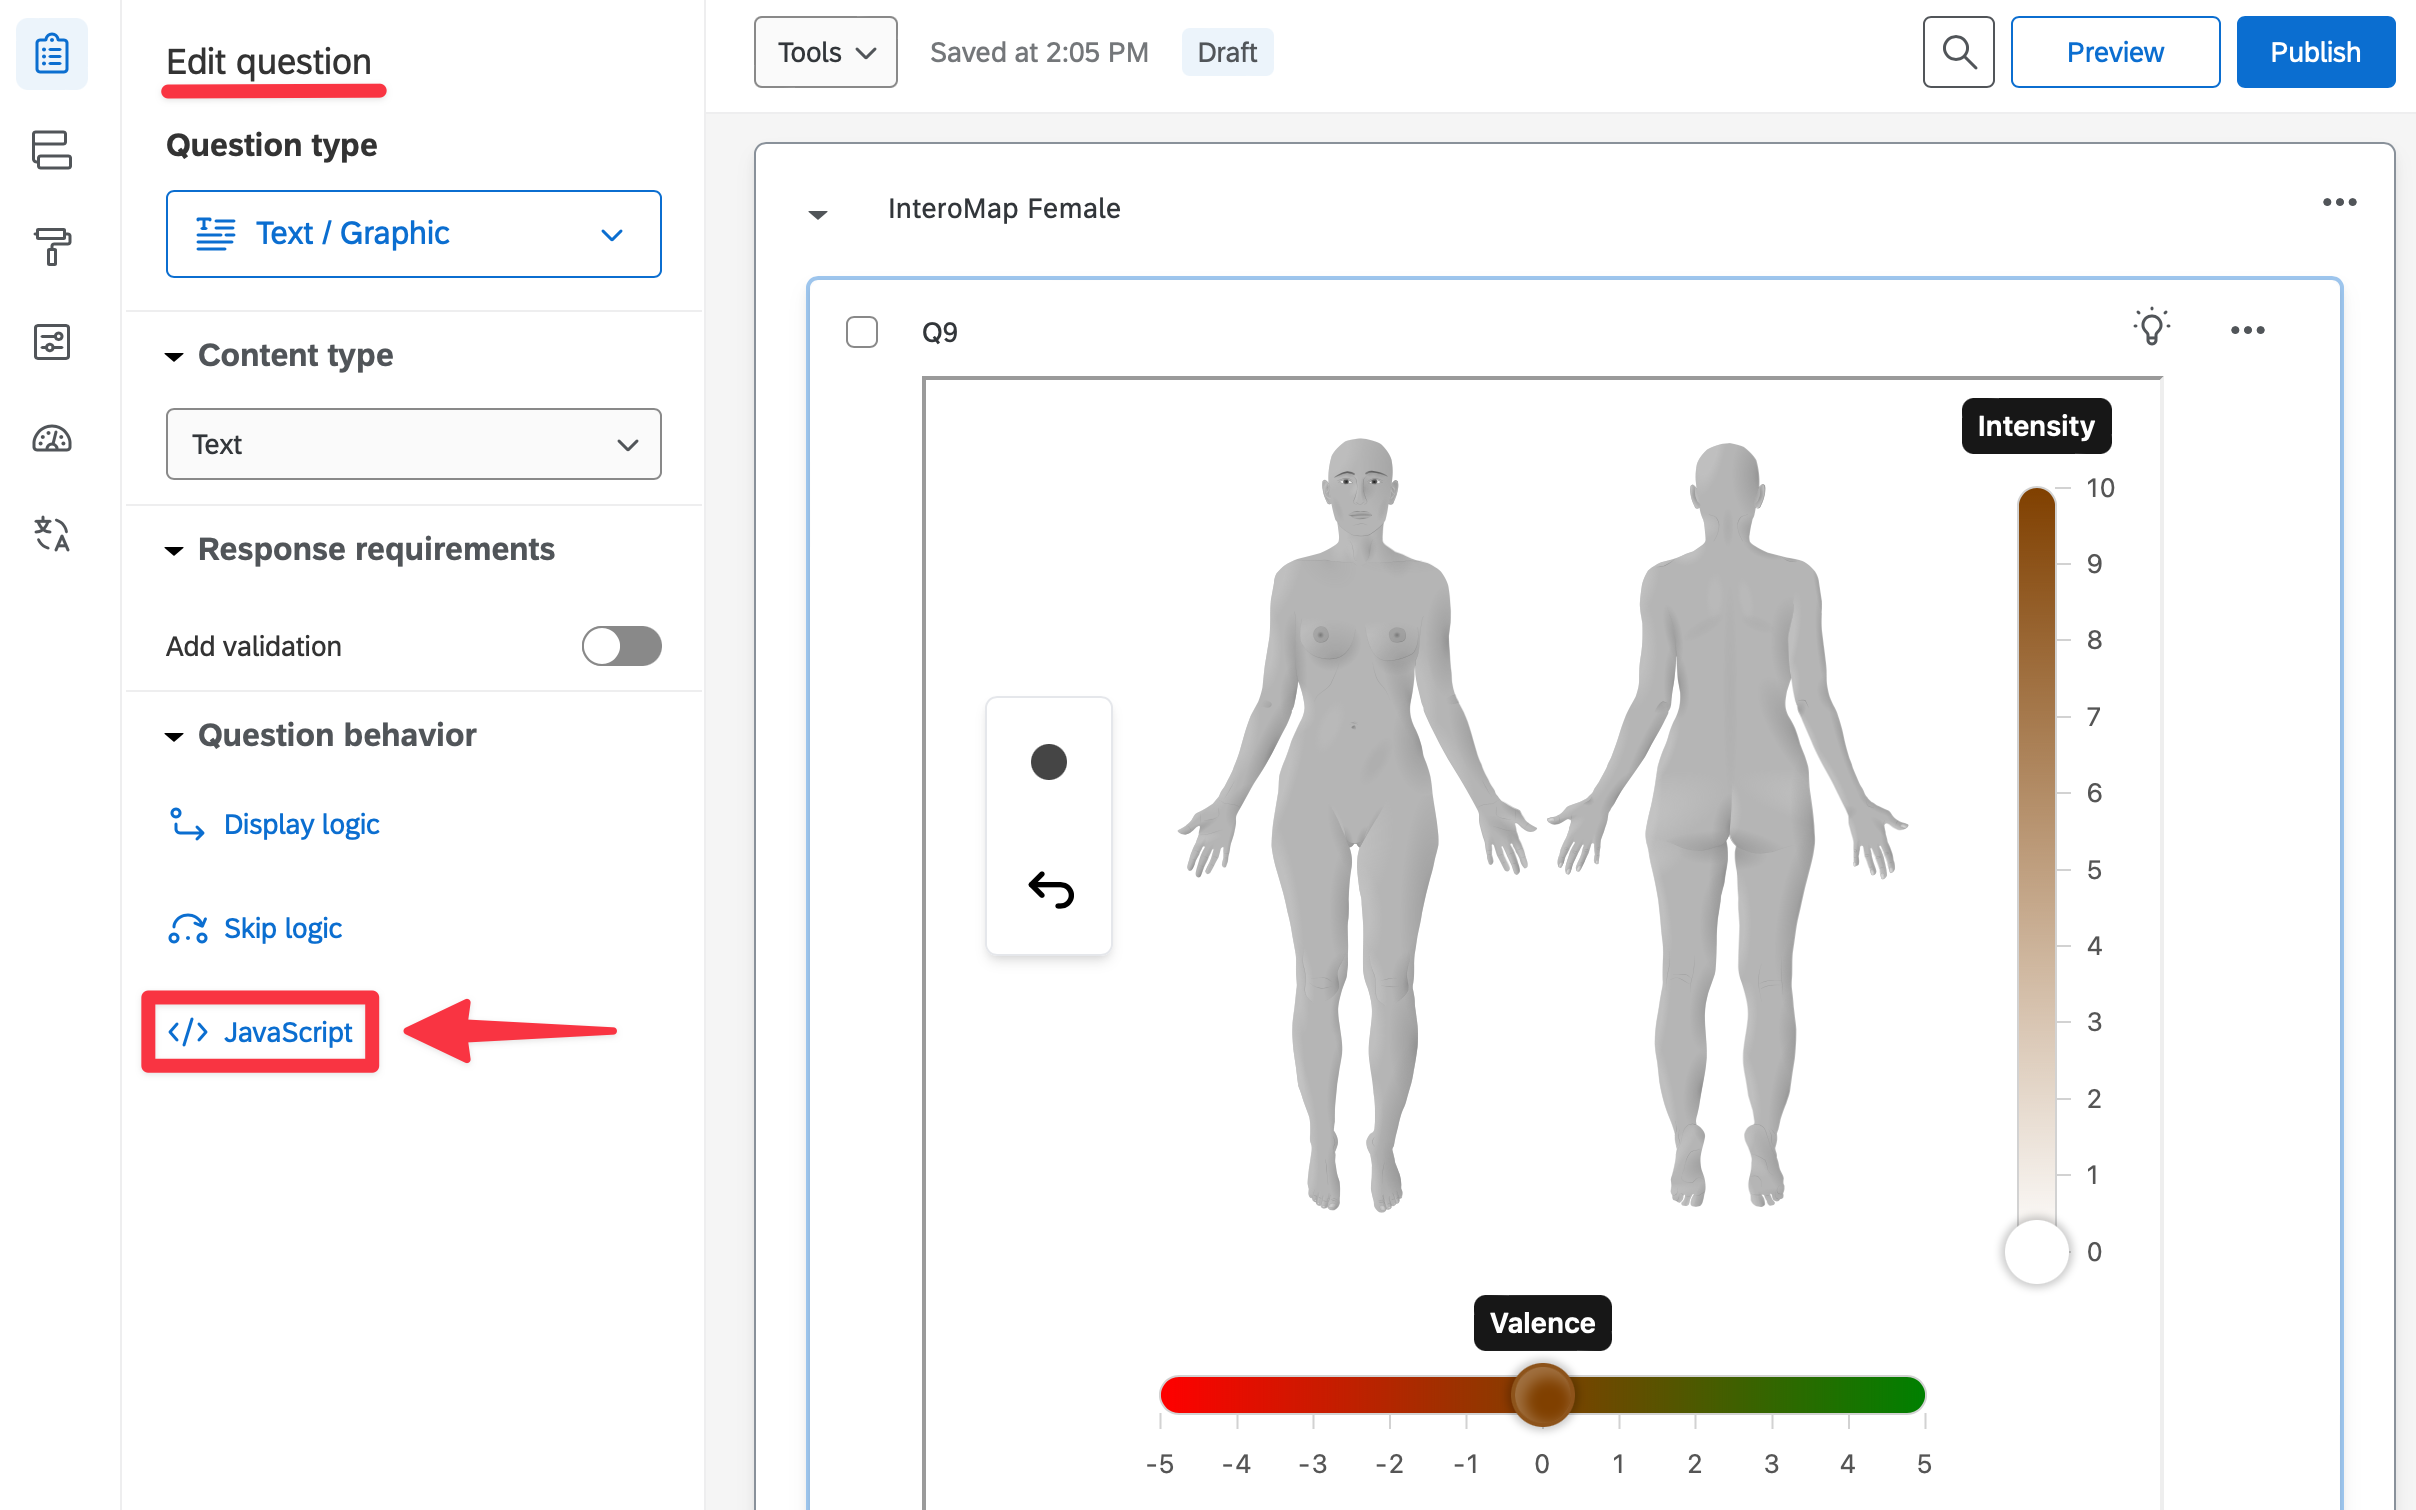 Edit question
Question type
Text / Graphic
Content type
Text
Response requirements
Add validation
Question behavior
Display logic
Skip logic
</> JavaScript
Tools
Saved at 2:05 PM
Draft
Preview
Publish
InteroMap Female
Q9
Intensity
10
9
8
7
6
5
4
3
2
1
0
Valence
-5 -4 -3 -2 -1 0 1 2 3 4 5